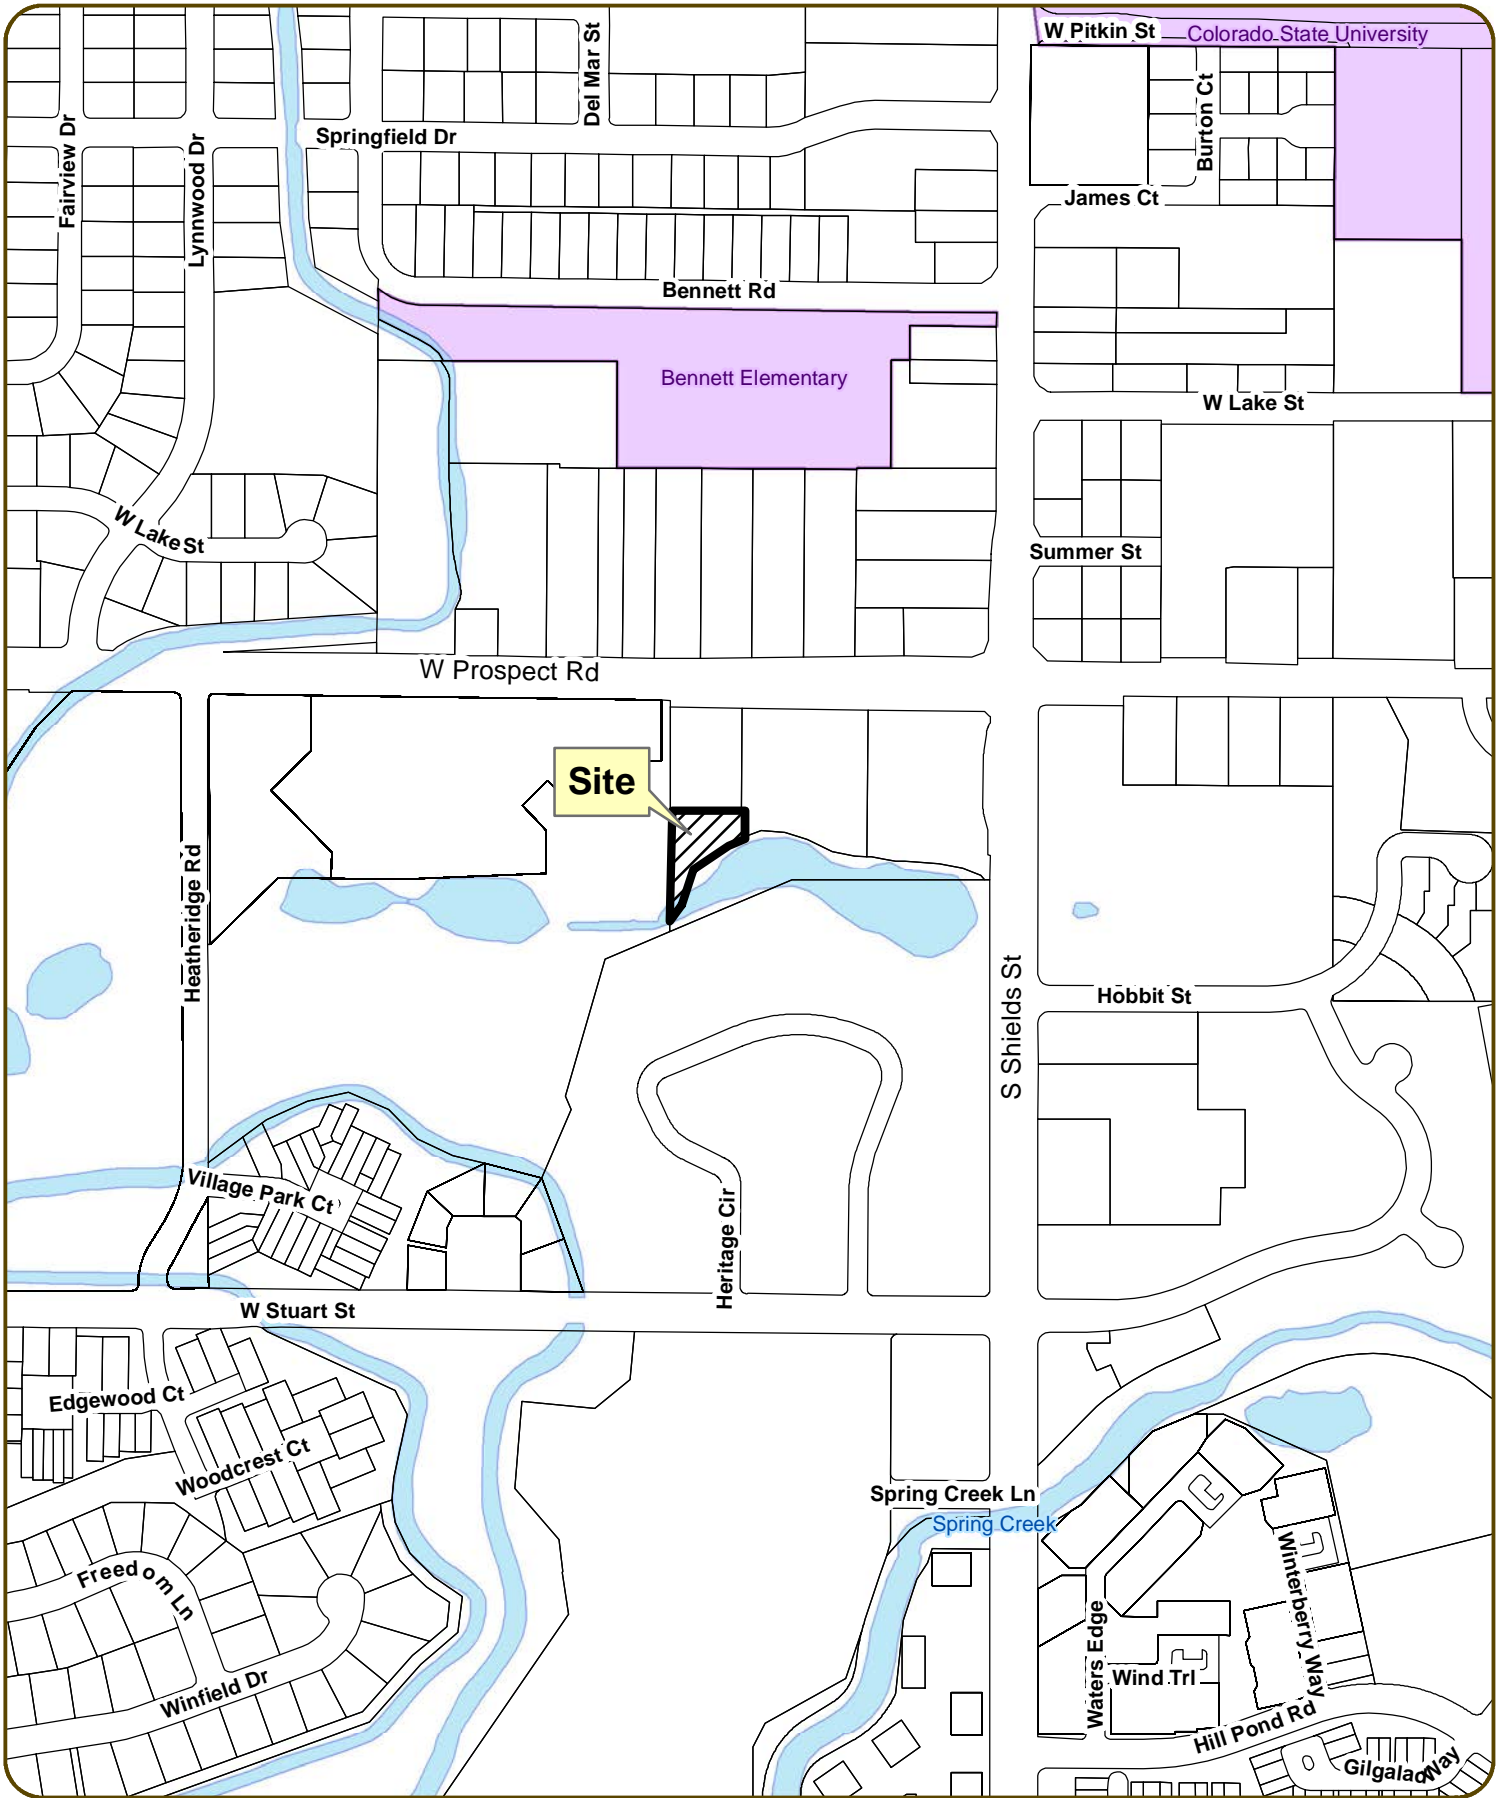 W Pitkin St
Colorado State University
Del Mar St
Burton Ct
Fairview Dr
Lynnwood Dr
Springfield Dr
James Ct
Bennett Rd
Bennett Elementary
W Lake St
W Lake St
Summer St
W Prospect Rd
Site
Heatheridge Rd
S Shields St
Hobbit St
Village Park Ct
Heritage Cir
W Stuart St
Edgewood Ct
Woodcrest Ct
Spring Creek Ln
Spring Creek
Freedom Ln
Winterberry Way
Waters Edge
Wind Trl
Winfield Dr
Hill Pond Rd
Gilgalad Way